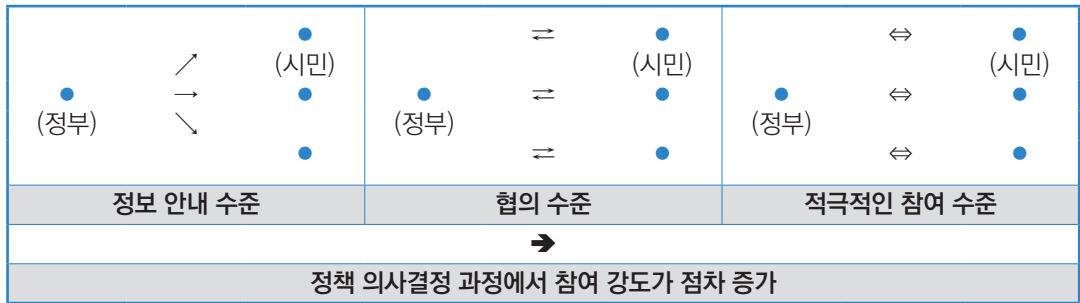 (시민) (시민) (시민)
(정부) (정부) (정부)
정보 안내 수준 협의 수준 적극적인 참여 수준
정책 의사결정 과정에서 참여 강도가 점차 증가